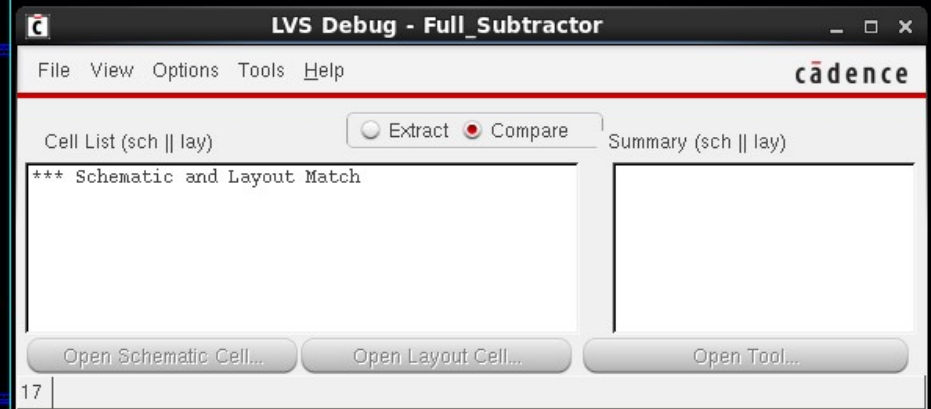 LVS Debug - Full_Subtractor
File View Options Tools Help
cādence
Cell List (sch || lay)
Extract Compare
Summary (sch || lay)
*** Schematic and Layout Match
Open Schematic Cell...
Open Layout Cell...
Open Tool...
17